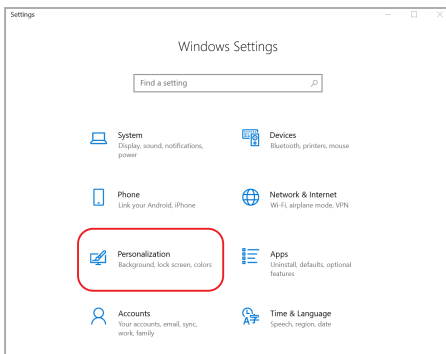 Settings
Windows Settings
Find a setting
System
Display, sound, notifications,
power
Devices
Bluetooth, printers, mouse
Phone
Link your Android, iPhone
Network & Internet
Wi-Fi, airplane mode, VPN
Personalization
Background, lock screen, colors
Apps
Uninstall, defaults, optional
features
Accounts
Your accounts, email, sync,
work, family
Time & Language
Speech, region, date